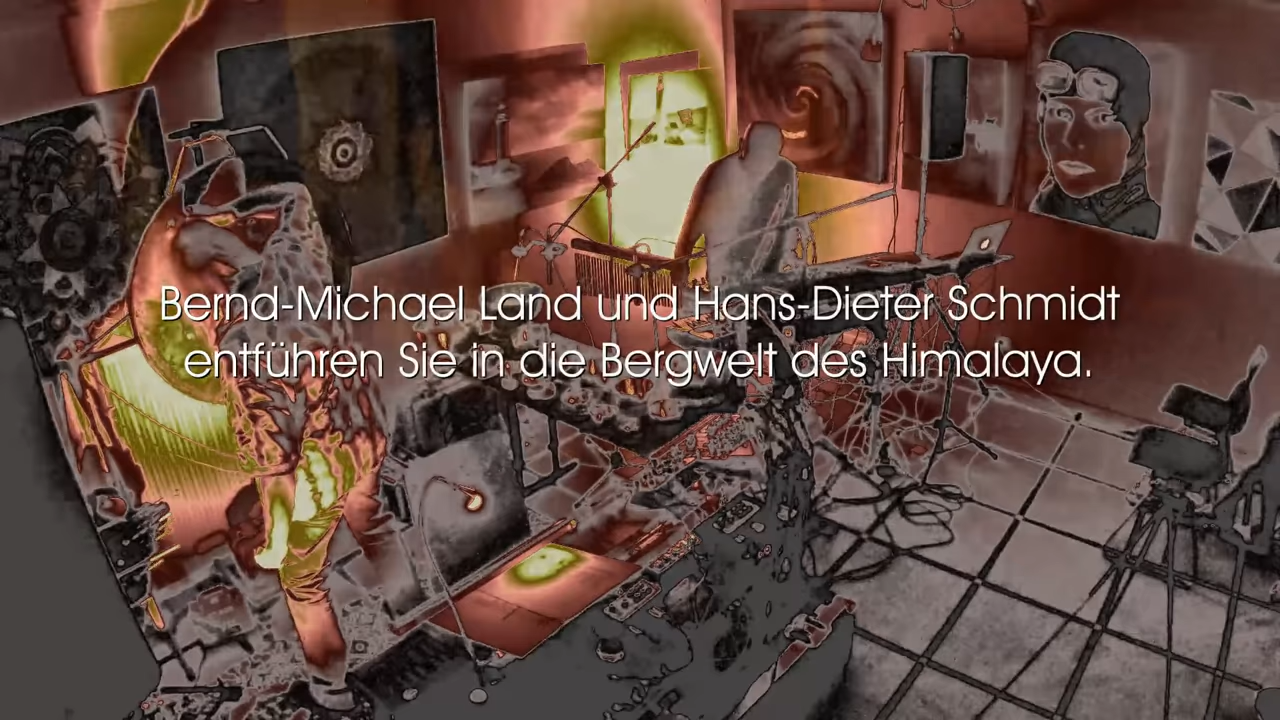 Bernd-Michael Land und Hans-Dieter Schmidt
entführen Sie in die Bergwelt des Himalaya.